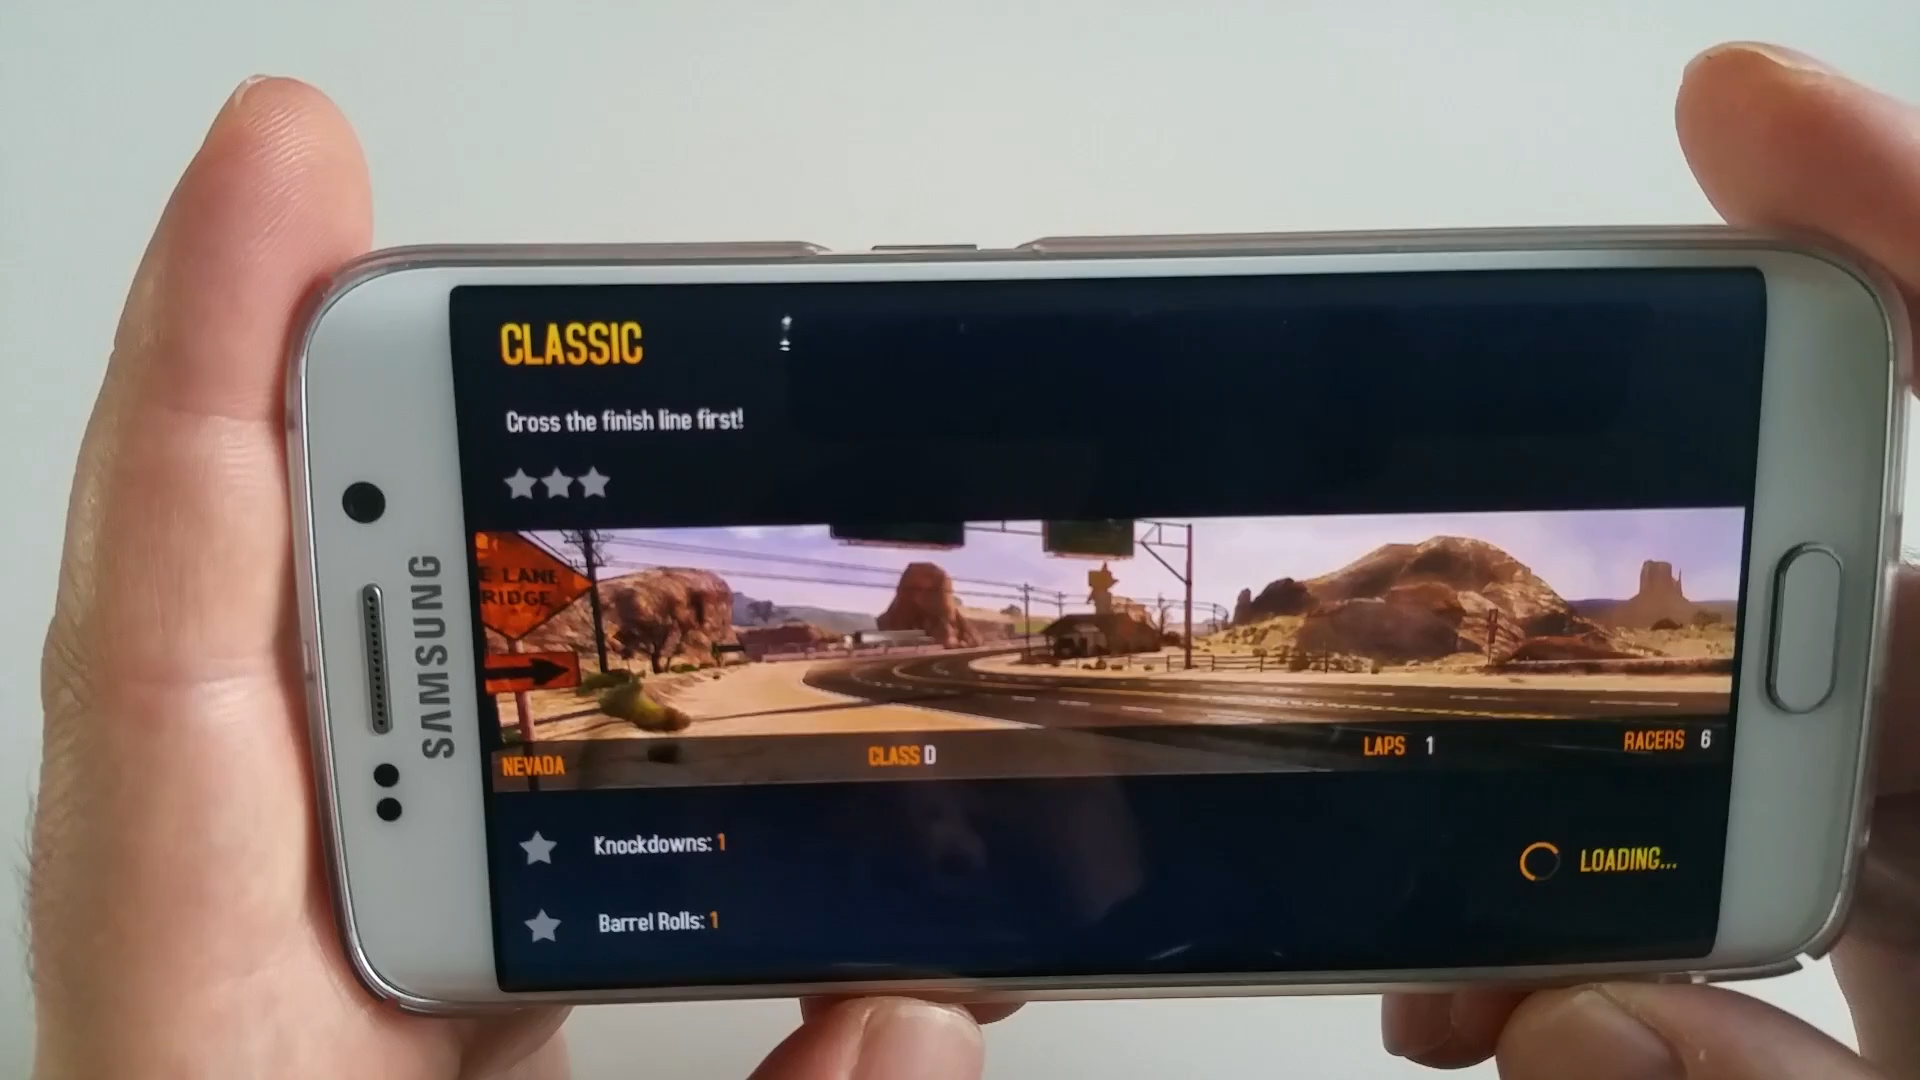 CLASSIC
Cross the finish line first!
E LANE
RIDGE
SAMSUNG
NEVADA
CLASS D
LAPS 1
RACERS 6
Knockdowns: 1
LOADING...
Barrel Rolls: 1